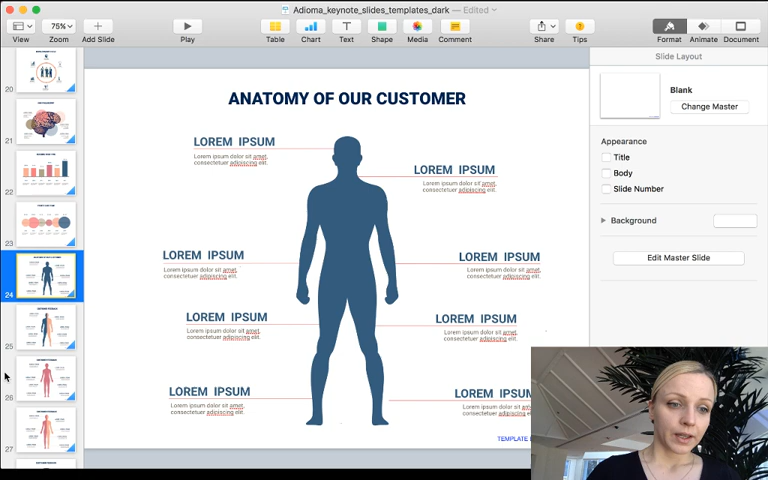 Adioma_keynote_slides_templates_dark — Edited
75%
View Zoom Add Slide Play Table Chart Text Shape Media Comment Share Tips Format Animate Document
Slide Layout
Blank
Change Master
Appearance
Title
Body
Slide Number
Background
Edit Master Slide
20
21
22
23
24
25
26
27
ANATOMY OF OUR CUSTOMER
LOREM IPSUM
Lorem ipsum dolor sit amet,
consectetuer adipiscing elit.
LOREM IPSUM
Lorem ipsum dolor sit amet,
consectetuer adipiscing elit.
LOREM IPSUM
Lorem ipsum dolor sit amet,
consectetuer adipiscing elit.
LOREM IPSUM
Lorem ipsum dolor sit amet,
consectetuer adipiscing elit.
LOREM IPSUM
Lorem ipsum dolor sit amet,
consectetuer adipiscing elit.
LOREM IPSUM
Lorem ipsum dolor sit amet,
consectetuer adipiscing elit.
LOREM IPSUM
Lorem ipsum dolor sit amet,
consectetuer adipiscing elit.
LOREM
Lorem ipsum
consectetuer
TEMPLATE